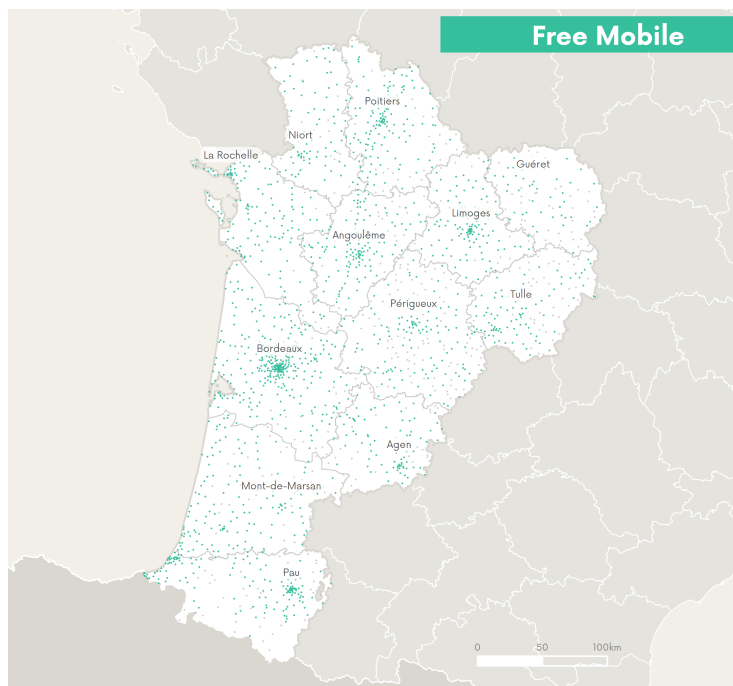 Free Mobile
Poitiers
Niort
La Rochelle
Guéret
Limoges
Angoulême
Tulle
Périgueux
Bordeaux
Agen
Mont-de-Marsan
Pau
0 50 100km